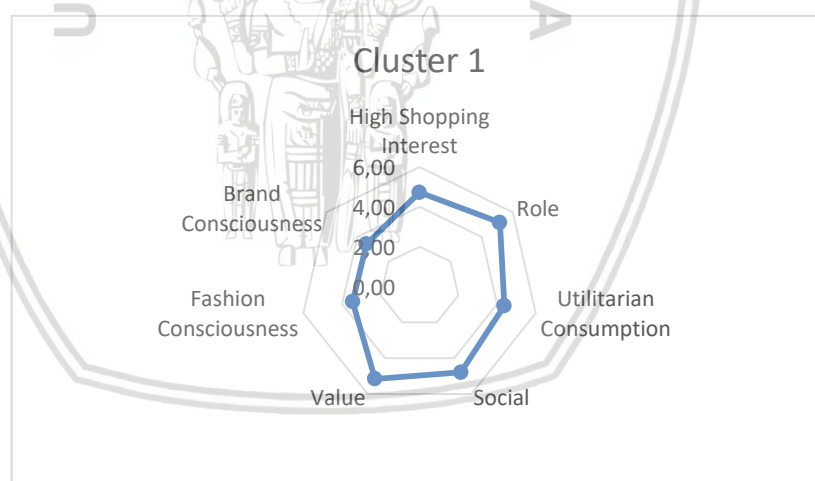 U
A
Cluster 1
High Shopping
Interest
6,00
Brand
Consciousness
4,00
Role
2,00
0,00
Fashion
Consciousness
Utilitarian
Consumption
Value
Social